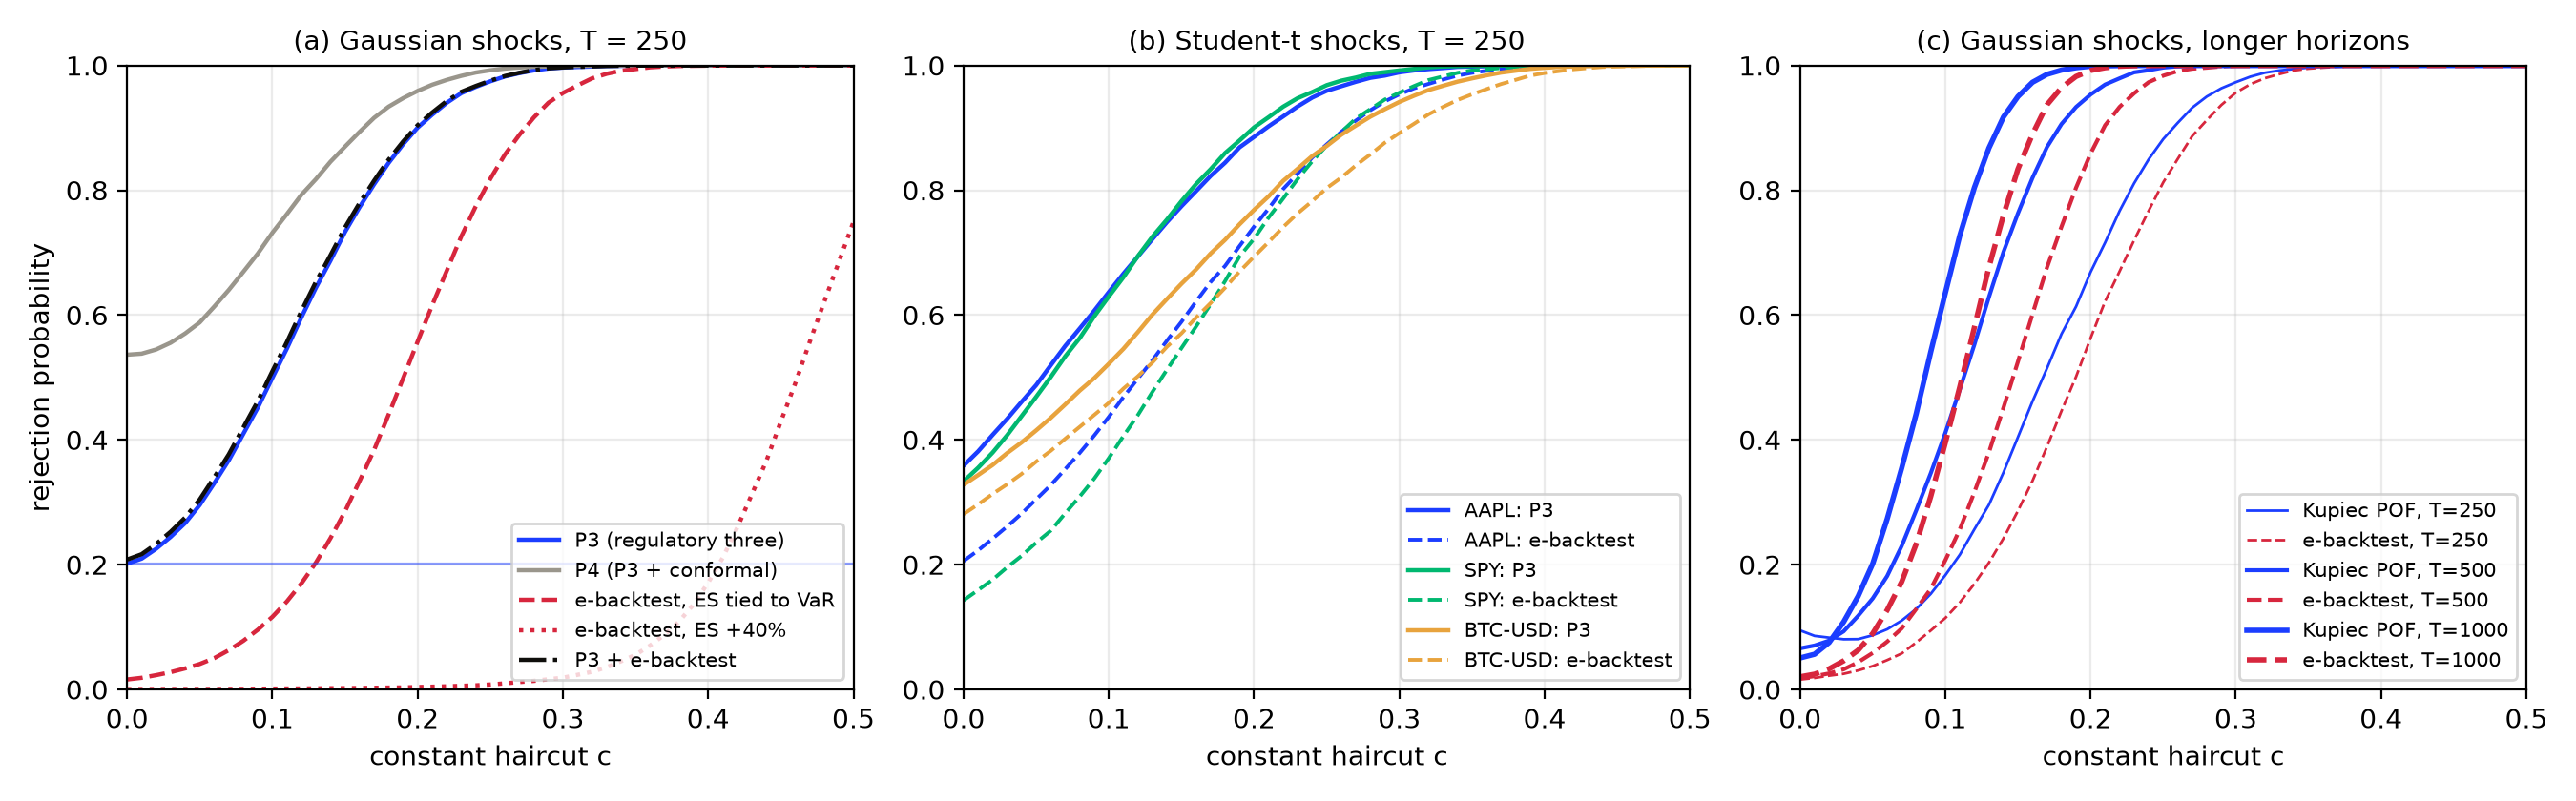 (a) Gaussian shocks, T = 250
rejection probability
1.0
0.8
0.6
0.4
0.2
0.0
0.0 0.1 0.2 0.3 0.4 0.5
constant haircut c
P3 (regulatory three)
P4 (P3 + conformal)
e-backtest, ES tied to VaR
e-backtest, ES +40%
P3 + e-backtest
(b) Student-t shocks, T = 250
1.0
0.8
0.6
0.4
0.2
0.0
0.0 0.1 0.2 0.3 0.4 0.5
constant haircut c
AAPL: P3
AAPL: e-backtest
SPY: P3
SPY: e-backtest
BTC-USD: P3
BTC-USD: e-backtest
(c) Gaussian shocks, longer horizons
1.0
0.8
0.6
0.4
0.2
0.0
0.0 0.1 0.2 0.3 0.4 0.5
constant haircut c
Kupiec POF, T=250
e-backtest, T=250
Kupiec POF, T=500
e-backtest, T=500
Kupiec POF, T=1000
e-backtest, T=1000